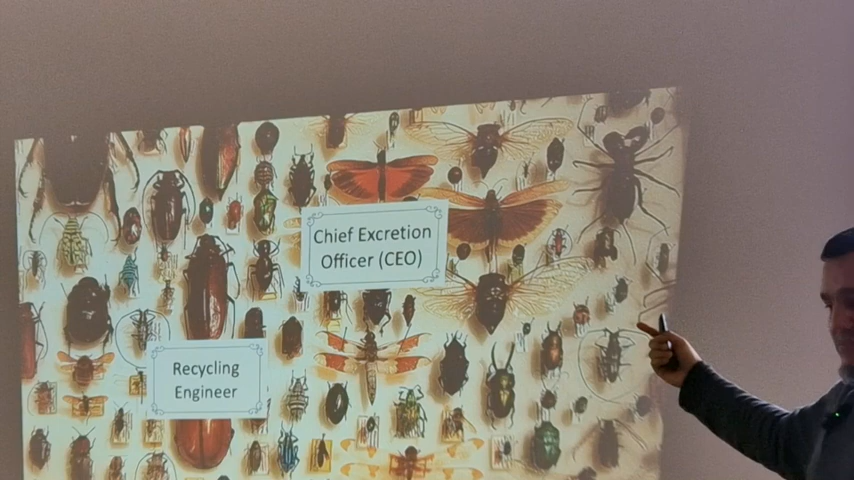 Chief Excretion
Officer (CEO)
Recycling
Engineer